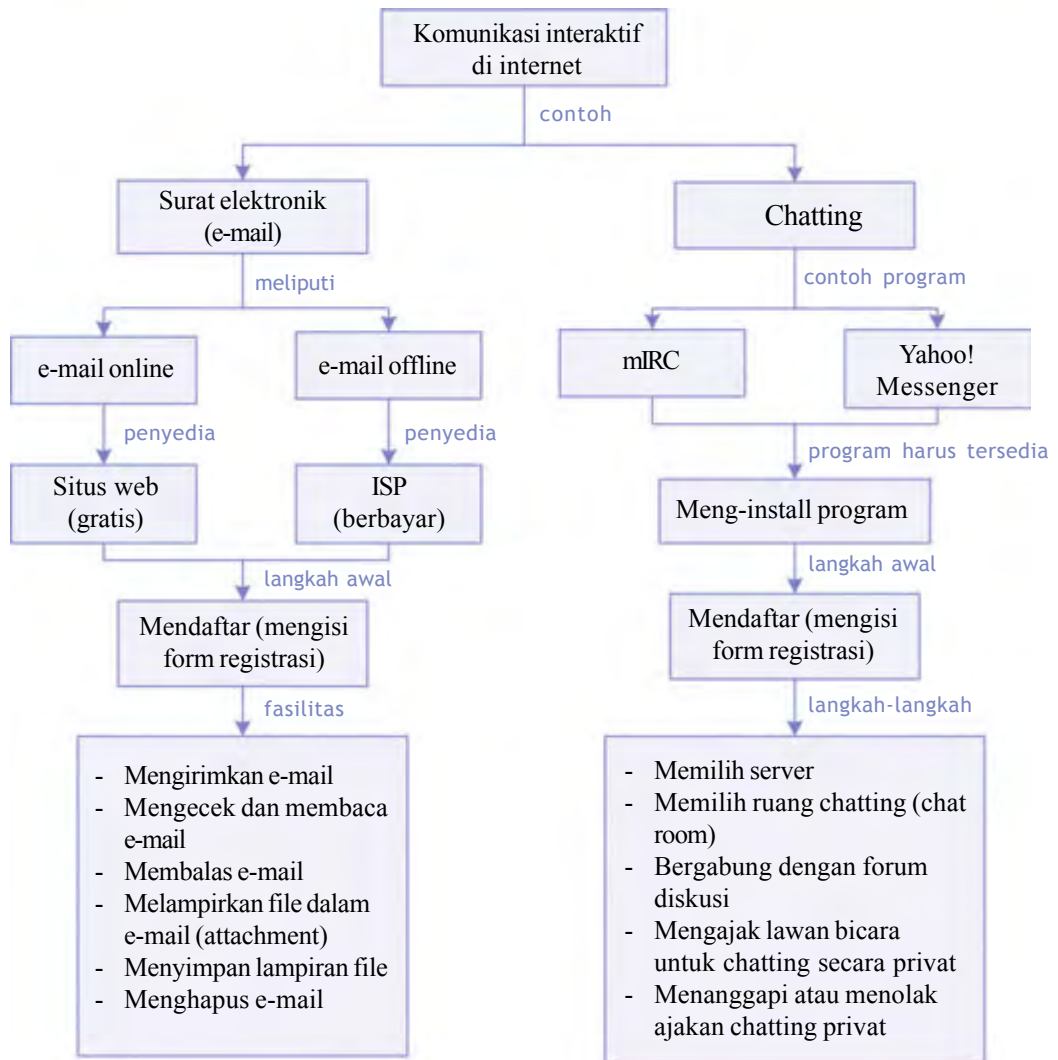 Komunikasi interaktif
di internet
contoh
Surat elektronik
(e-mail)
Chatting
meliputi
contoh program
e-mail online
e-mail offline
mIRC
Yahoo!
Messenger
penyedia
penyedia
program harus tersedia
Situs web
(gratis)
ISP
(berbayar)
Meng-install program
langkah awal
langkah awal
Mendaftar (mengisi
form registrasi)
Mendaftar (mengisi
form registrasi)
fasilitas
langkah-langkah
- Mengirimkan e-mail
- Mengecek dan membaca
e-mail
- Membalas e-mail
- Melampirkan file dalam
e-mail (attachment)
- Menyimpan lampiran file
- Menghapus e-mail
- Memilih server
- Memilih ruang chatting (chat
room)
- Bergabung dengan forum
diskusi
- Mengajak lawan bicara
untuk chatting secara privat
- Menanggapi atau menolak
ajakan chatting privat